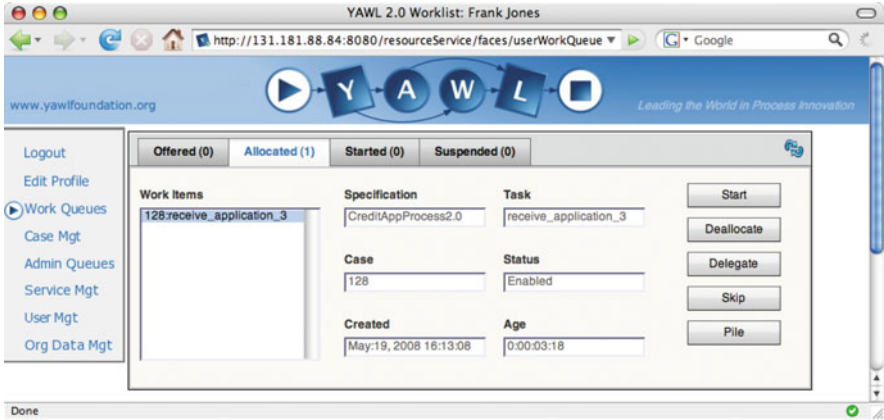 YAWL 2.0 Worklist: Frank Jones
http://131.181.88.84:8080/resourceService/faces/userWorkQueue
G Google
www.yawlfoundation.org
Y A W L
Leading the World in Process Innovation
Logout
Edit Profile
Work Queues
Case Mgt
Admin Queues
Service Mgt
User Mgt
Org Data Mgt
Offered (0) Allocated (1) Started (0) Suspended (0)
Work Items
128:receive_application_3
Specification
CreditAppProcess2.0
Task
receive_application_3
Case
128
Status
Enabled
Created
May:19, 2008 16:13:08
Age
0:00:03:18
Start
Deallocate
Delegate
Skip
Pile
Done